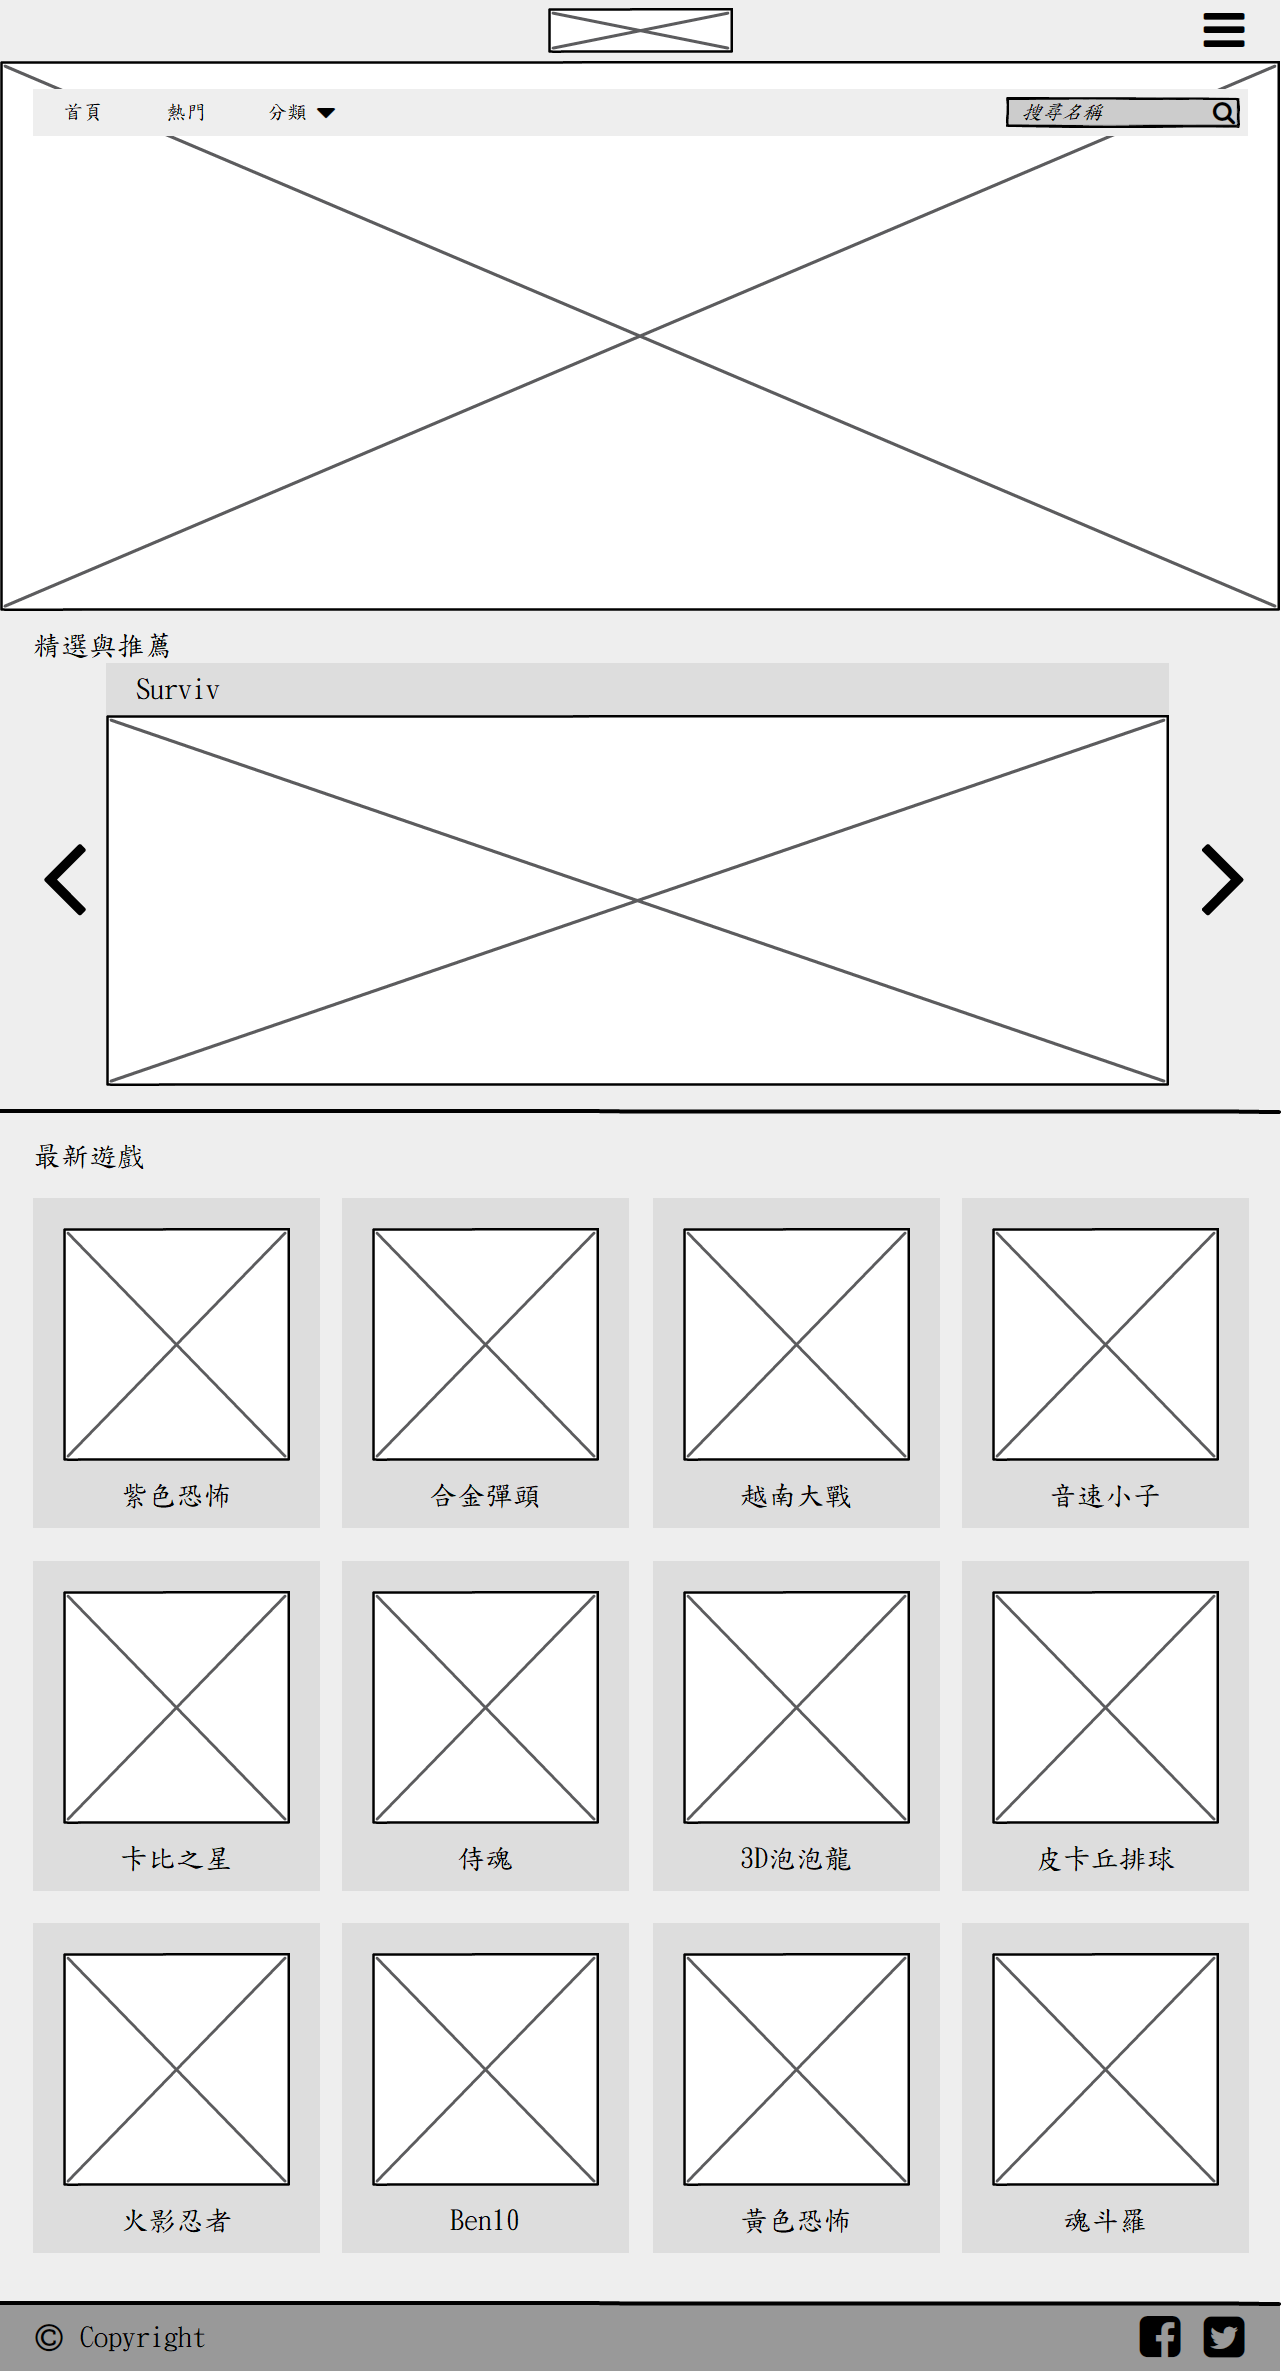 首頁 熱門 分類 搜尋名稱
精選與推薦
Surviv
最新遊戲
紫色恐怖 合金彈頭 越南大戰 音速小子
卡比之星 侍魂 3D泡泡龍 皮卡丘排球
火影忍者 Ben10 黃色恐怖 魂斗羅
© Copyright